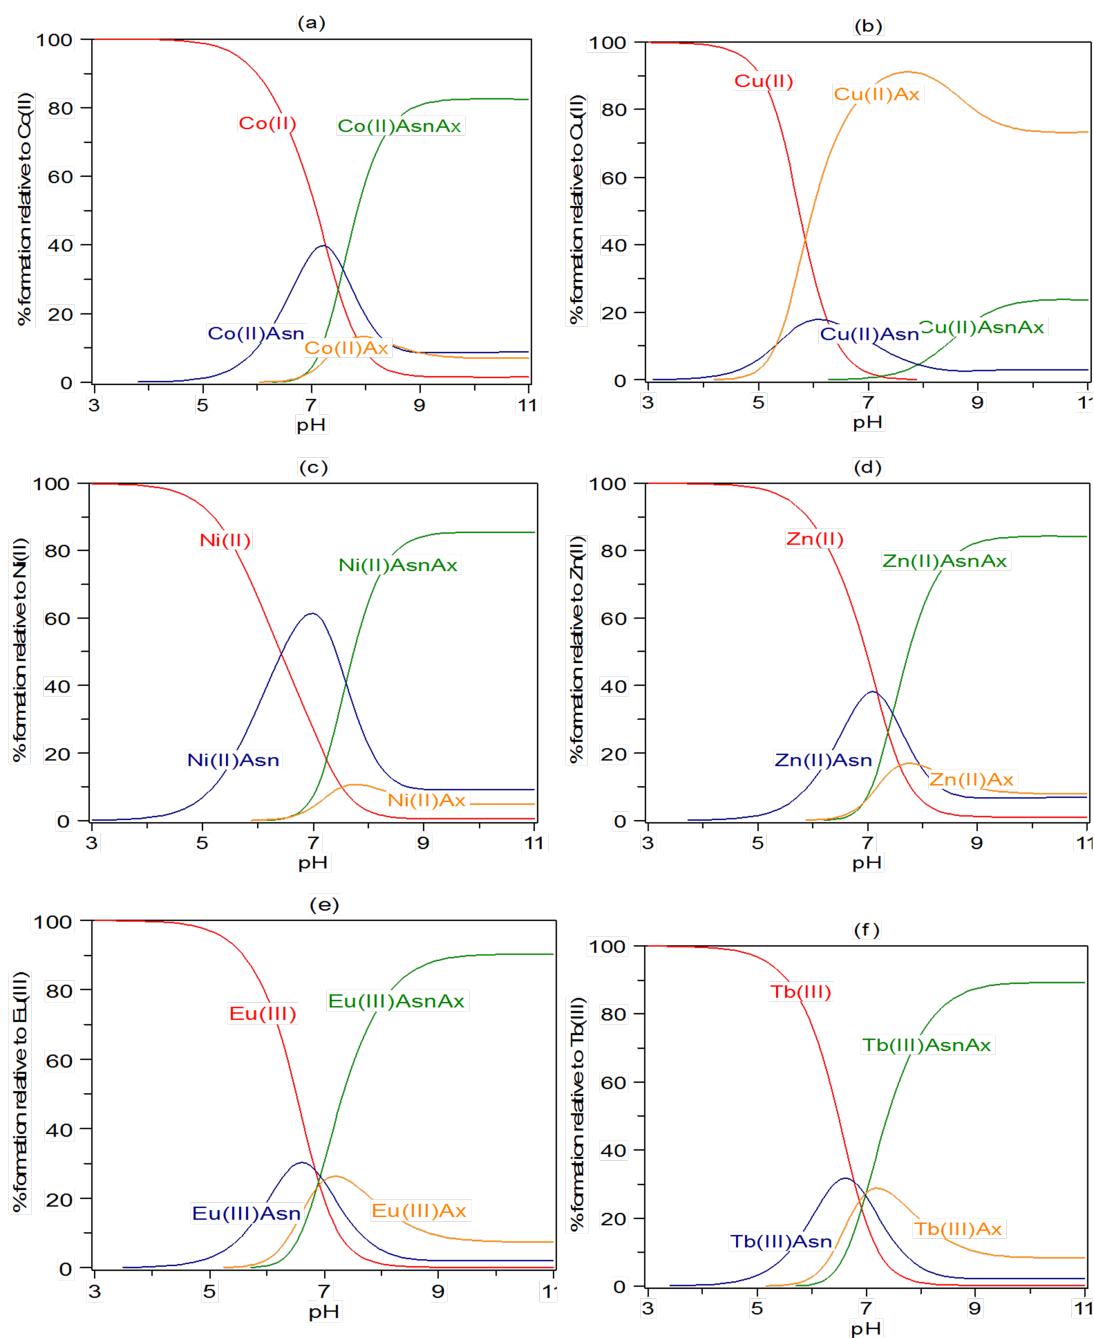 (a)
% formation relative to Co(II)
100
80
60
40
20
0
Co(II)
Co(II)AsnAx
Co(II)Asn
Co(II)Ax
3
5
7
9
11
pH
(b)
% formation relative to Cu(II)
100
80
60
40
20
0
Cu(II)
Cu(II)Ax
Cu(II)Asn
Cu(II)AsnAx
3
5
7
9
11
pH
(c)
% formation relative to Ni(II)
100
80
60
40
20
0
Ni(II)
Ni(II)AsnAx
Ni(II)Asn
Ni(II)Ax
3
5
7
9
11
pH
(d)
% formation relative to Zn(II)
100
80
60
40
20
0
Zn(II)
Zn(II)AsnAx
Zn(II)Asn
Zn(II)Ax
3
5
7
9
11
pH
(e)
% formation relative to Eu(III)
100
80
60
40
20
0
Eu(III)
Eu(III)AsnAx
Eu(III)Asn
Eu(III)Ax
3
5
7
9
11
pH
(f)
% formation relative to Tb(III)
100
80
60
40
20
0
Tb(III)
Tb(III)AsnAx
Tb(III)Asn
Tb(III)Ax
3
5
7
9
11
pH